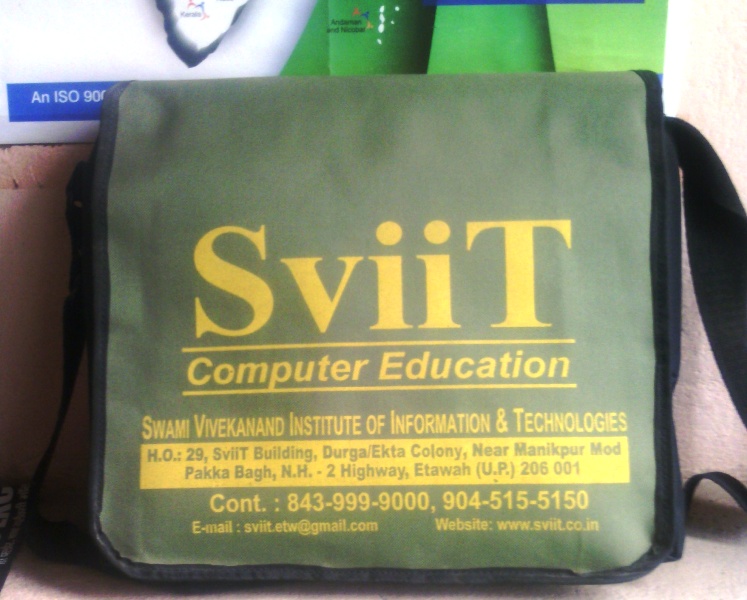 Kerala
Andaman
and Nicobar
An ISO 900
SviiT
Computer Education
SWAMI VIVEKANAND INSTITUTE OF INFORMATION & TECHNOLOGIES
H.O.: 29, SviiT Building, Durga/Ekta Colony, Near Manikpur Mod
Pakka Bagh, N.H. - 2 Highway, Etawah (U.P.) 206 001
Cont. : 843-999-9000, 904-515-5150
E-mail : sviit.etw@gmail.com Website: www.sviit.co.in